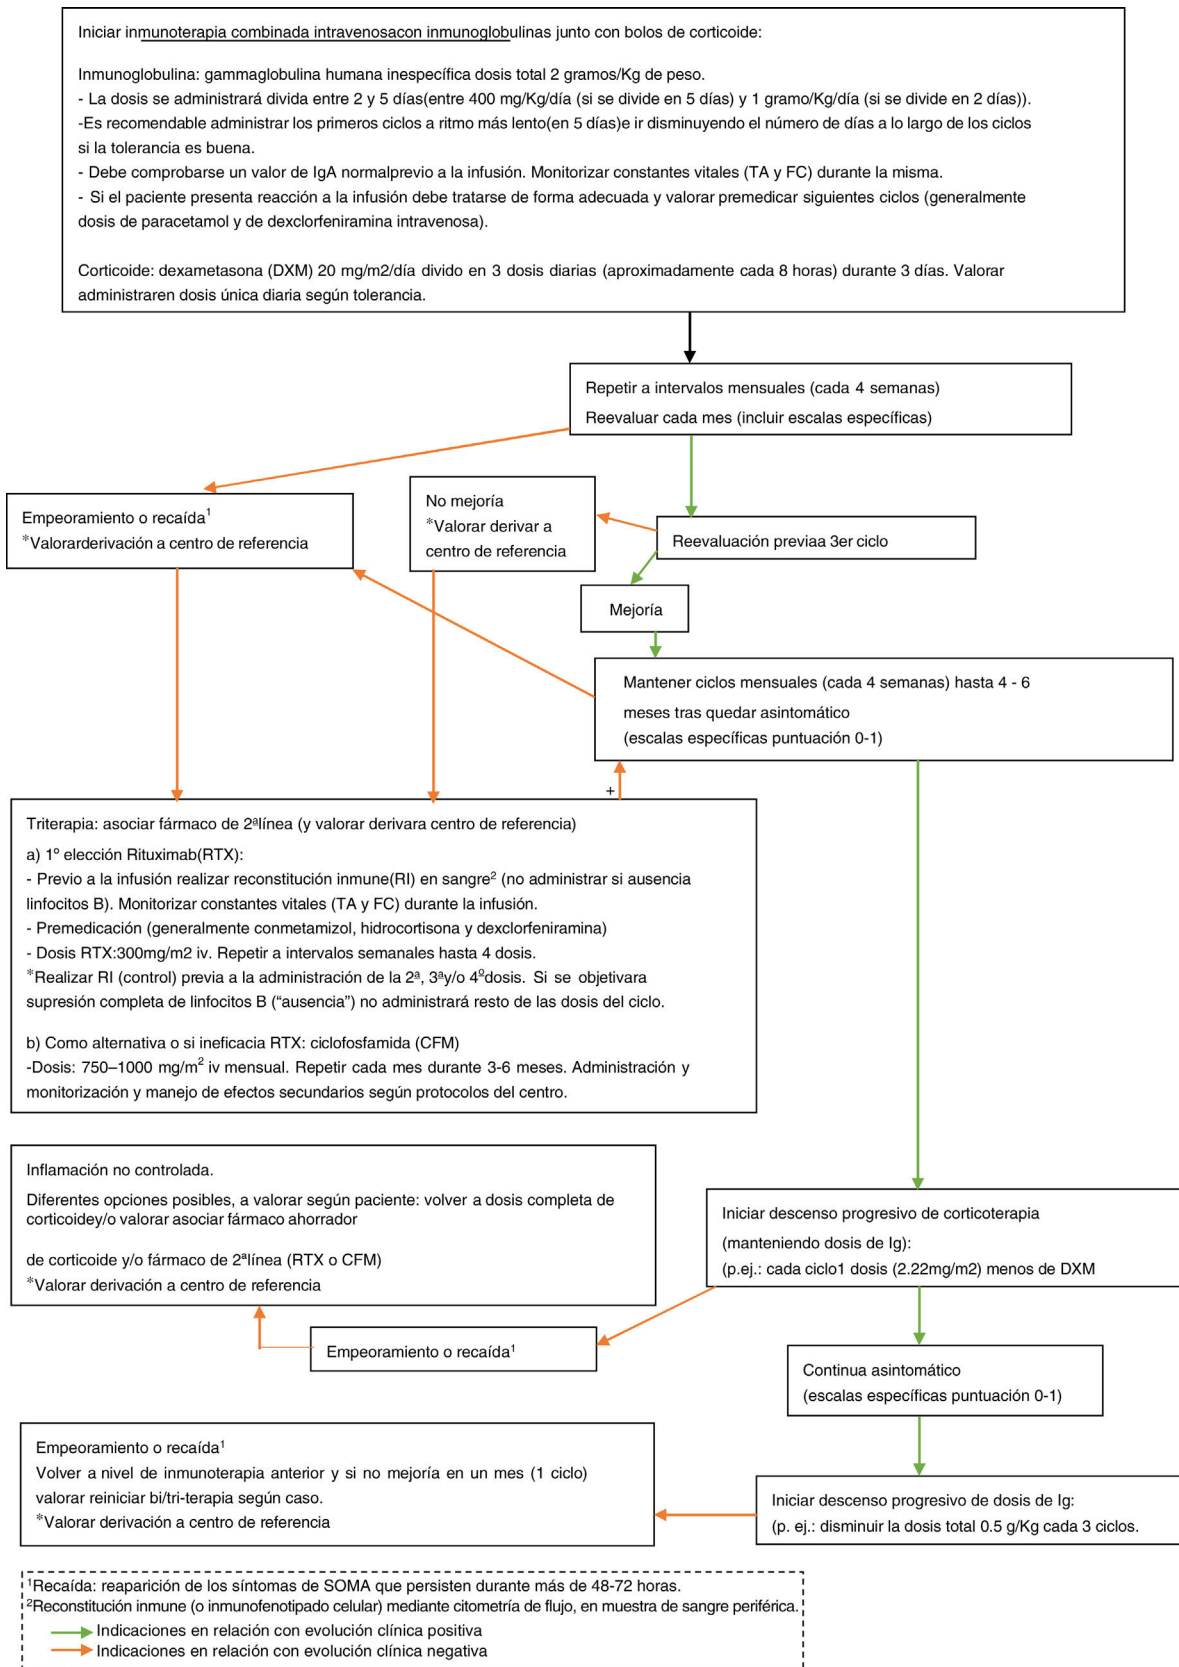 Iniciar inmunoterapia combinada intravenosacon inmunoglobulinas junto con bolos de corticoide:
Inmunoglobulina: gammaglobulina humana inespecífica dosis total 2 gramos/Kg de peso.
- La dosis se administrará divida entre 2 y 5 días(entre 400 mg/Kg/día (si se divide en 5 días) y 1 gramo/Kg/día (si se divide en 2 días)).
-Es recomendable administrar los primeros ciclos a ritmo más lento(en 5 días)e ir disminuyendo el número de días a lo largo de los ciclos
si la tolerancia es buena.
- Debe comprobarse un valor de IgA normalprevio a la infusión. Monitorizar constantes vitales (TA y FC) durante la misma.
- Si el paciente presenta reacción a la infusión debe tratarse de forma adecuada y valorar premedicar siguientes ciclos (generalmente
dosis de paracetamol y de dexclorfeniramina intravenosa).
Corticoide: dexametasona (DXM) 20 mg/m2/día divido en 3 dosis diarias (aproximadamente cada 8 horas) durante 3 días. Valorar
administraren dosis única diaria según tolerancia.
Repetir a intervalos mensuales (cada 4 semanas)
Reevaluar cada mes (incluir escalas específicas)
Empeoramiento o recaída¹
*Valorarderivación a centro de referencia
No mejoría
*Valorar derivar a
centro de referencia
Reevaluación previaa 3er ciclo
Mejoría
Mantener ciclos mensuales (cada 4 semanas) hasta 4 - 6
meses tras quedar asintomático
(escalas específicas puntuación 0-1)
+
Triterapia: asociar fármaco de 2ªlínea (y valorar derivara centro de referencia)
a) 1º elección Rituximab(RTX):
- Previo a la infusión realizar reconstitución inmune(RI) en sangre² (no administrar si ausencia
linfocitos B). Monitorizar constantes vitales (TA y FC) durante la infusión.
- Premedicación (generalmente conmetamizol, hidrocortisona y dexclorfeniramina)
- Dosis RTX:300mg/m2 iv. Repetir a intervalos semanales hasta 4 dosis.
*Realizar RI (control) previa a la administración de la 2ª, 3ªy/o 4ºdosis. Si se objetivara
supresión completa de linfocitos B (“ausencia”) no administrará resto de las dosis del ciclo.
b) Como alternativa o si ineficacia RTX: ciclofosfamida (CFM)
-Dosis: 750–1000 mg/m² iv mensual. Repetir cada mes durante 3-6 meses. Administración y
monitorización y manejo de efectos secundarios según protocolos del centro.
Inflamación no controlada.
Diferentes opciones posibles, a valorar según paciente: volver a dosis completa de
corticoidey/o valorar asociar fármaco ahorrador
de corticoide y/o fármaco de 2ªlínea (RTX o CFM)
*Valorar derivación a centro de referencia
Iniciar descenso progresivo de corticoterapia
(manteniendo dosis de Ig):
(p.ej.: cada ciclo1 dosis (2.22mg/m2) menos de DXM
Empeoramiento o recaída¹
Continua asintomático
(escalas específicas puntuación 0-1)
Empeoramiento o recaída¹
Volver a nivel de inmunoterapia anterior y si no mejoría en un mes (1 ciclo)
valorar reiniciar bi/tri-terapia según caso.
*Valorar derivación a centro de referencia
Iniciar descenso progresivo de dosis de Ig:
(p. ej.: disminuir la dosis total 0.5 g/Kg cada 3 ciclos.
¹Recaída: reaparición de los síntomas de SOMA que persisten durante más de 48-72 horas.
²Reconstitución inmune (o inmunofenotipado celular) mediante citometría de flujo, en muestra de sangre periférica.
Indicaciones en relación con evolución clínica positiva
Indicaciones en relación con evolución clínica negativa